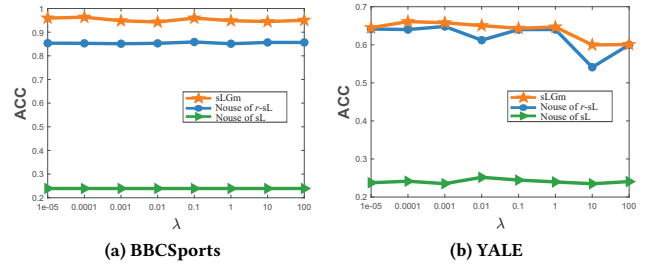 ACC
1
0.9
0.8
0.7
0.6
0.5
0.4
0.3
0.2
sLGm
Nouse of r-sL
Nouse of sL
1e-05 0.0001 0.001 0.01 0.1 1 10 100
λ
(a) BBCSports
ACC
0.7
0.6
0.5
0.4
0.3
0.2
sLGm
Nouse of r-sL
Nouse of sL
1e-05 0.0001 0.001 0.01 0.1 1 10 100
λ
(b) YALE